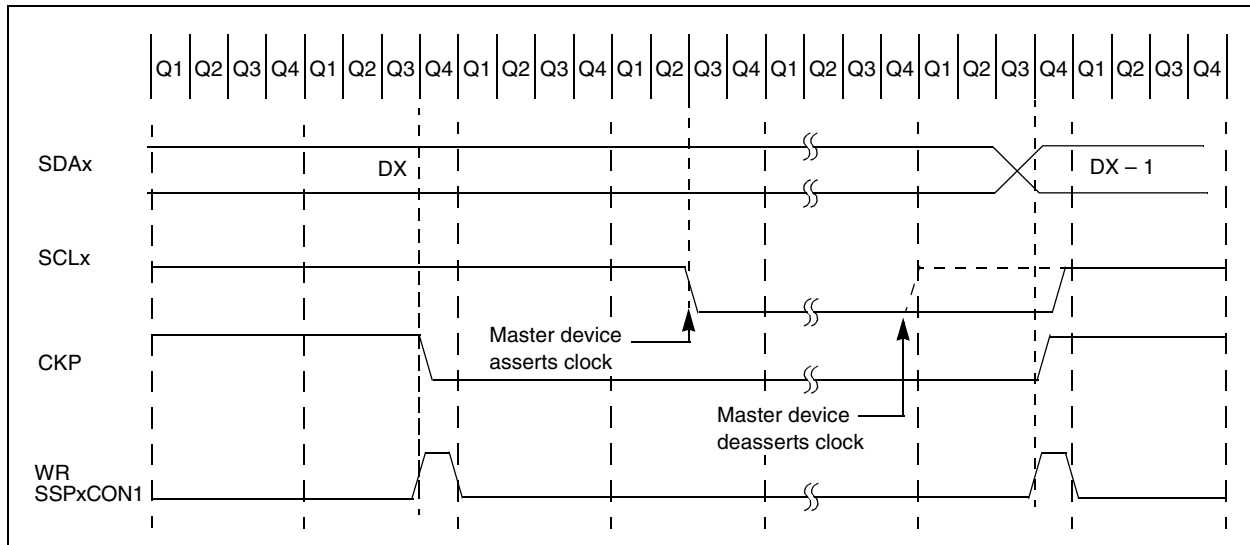 Q1 Q2 Q3 Q4 Q1 Q2 Q3 Q4 Q1 Q2 Q3 Q4 Q1 Q2 Q3 Q4 Q1 Q2 Q3 Q4 Q1 Q2 Q3 Q4 Q1 Q2 Q3 Q4
SDAx
DX
DX – 1
SCLx
Master device
asserts clock
CKP
Master device
deasserts clock
WR
SSPxCON1